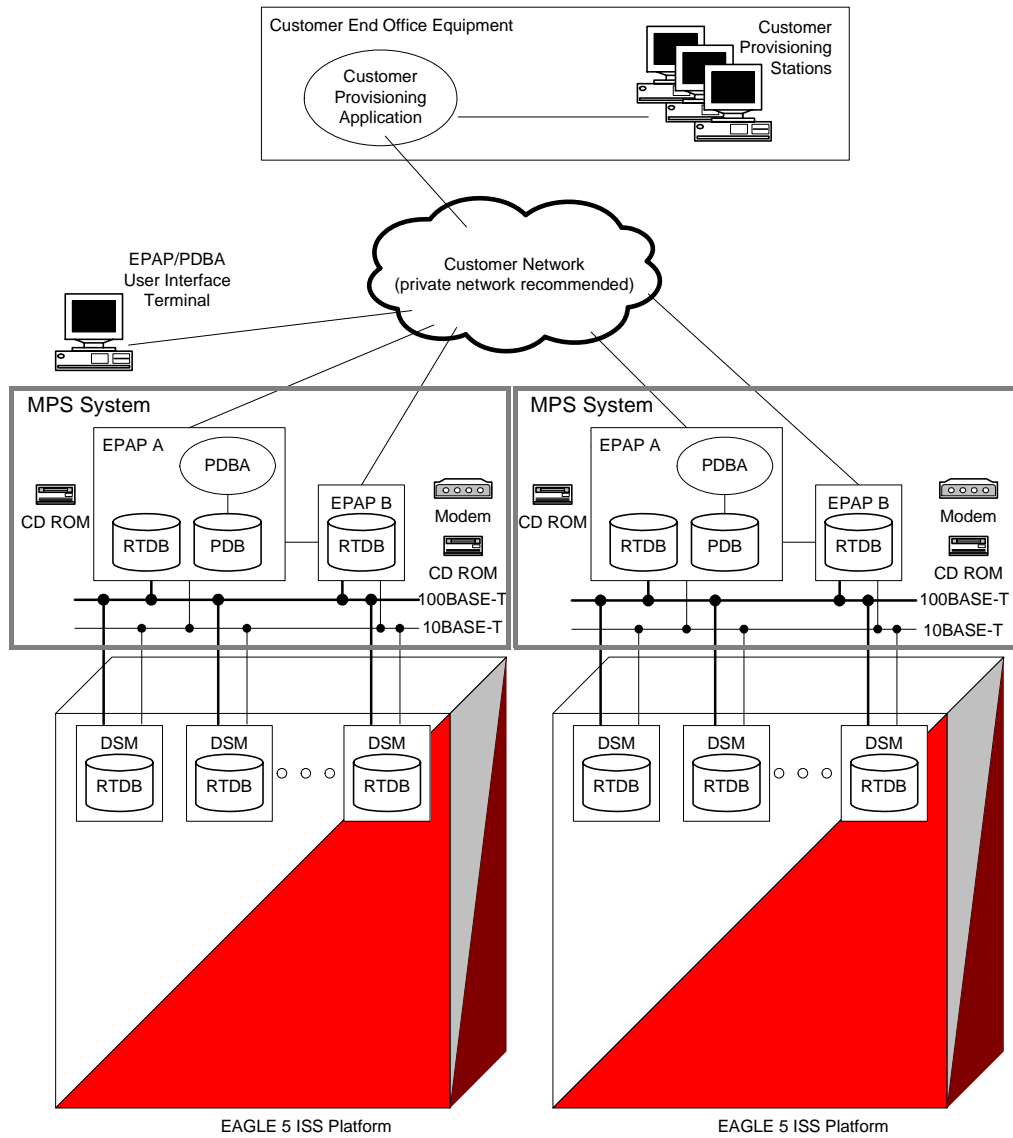 Customer End Office Equipment
Customer
Provisioning
Stations
Customer
Provisioning
Application
Customer Network
(private network recommended)
EPAP/PDBA
User Interface
Terminal
MPS System
EPAP A
PDBA
CD ROM
RTDB
PDB
EPAP B
RTDB
Modem
CD ROM
100BASE-T
10BASE-T
MPS System
EPAP A
PDBA
CD ROM
RTDB
PDB
EPAP B
RTDB
Modem
CD ROM
100BASE-T
10BASE-T
DSM
RTDB
DSM
RTDB
DSM
RTDB
EAGLE 5 ISS Platform
DSM
RTDB
DSM
RTDB
DSM
RTDB
EAGLE 5 ISS Platform